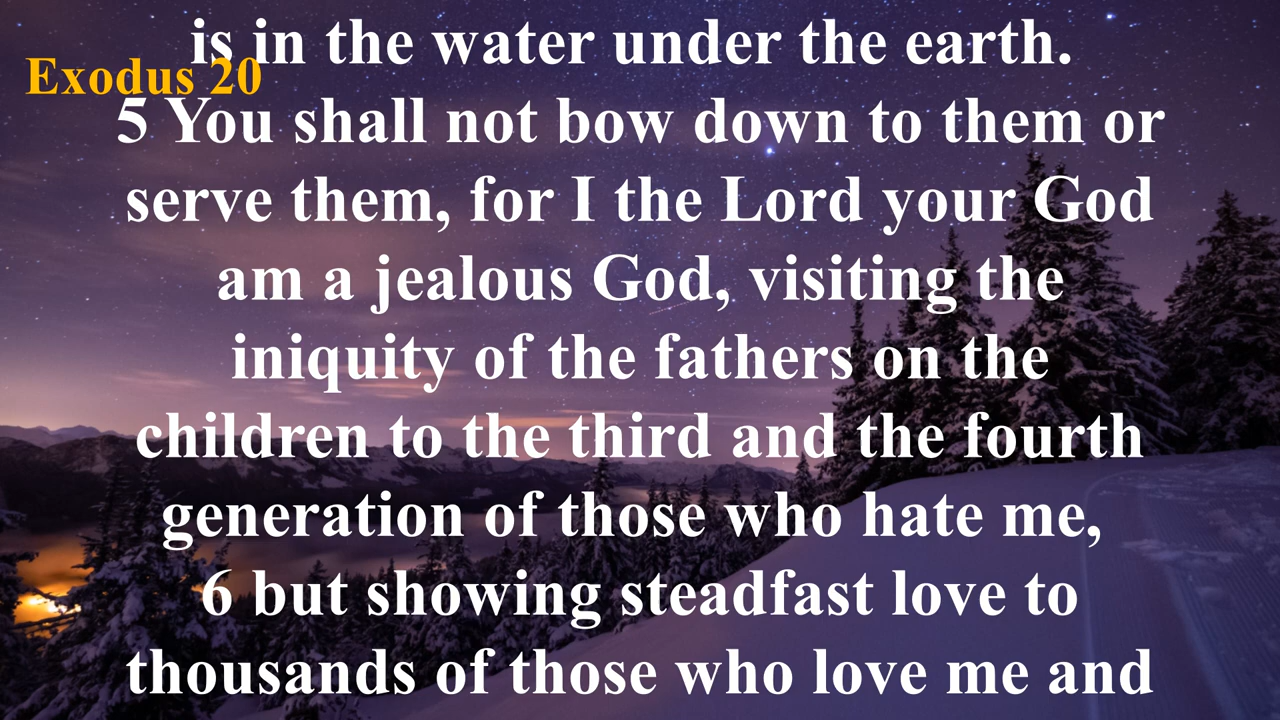 is in the water under the earth.
Exodus 20
5 You shall not bow down to them or
serve them, for I the Lord your God
am a jealous God, visiting the
iniquity of the fathers on the
children to the third and the fourth
generation of those who hate me,
6 but showing steadfast love to
thousands of those who love me and